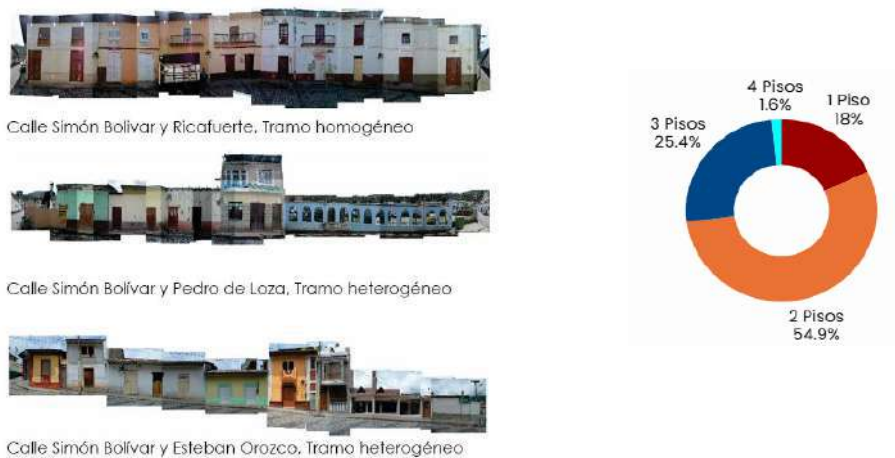 Calle Simón Bolivar y Ricafuerte, Tramo homogéneo
Calle Simón Bolívar y Pedro de Loza, Tramo heterogéneo
Calle Simón Bolívar y Esteban Orozco, Tramo heterogéneo
4 Pisos
1.6%
1 Piso
18%
3 Pisos
25.4%
2 Pisos
54.9%